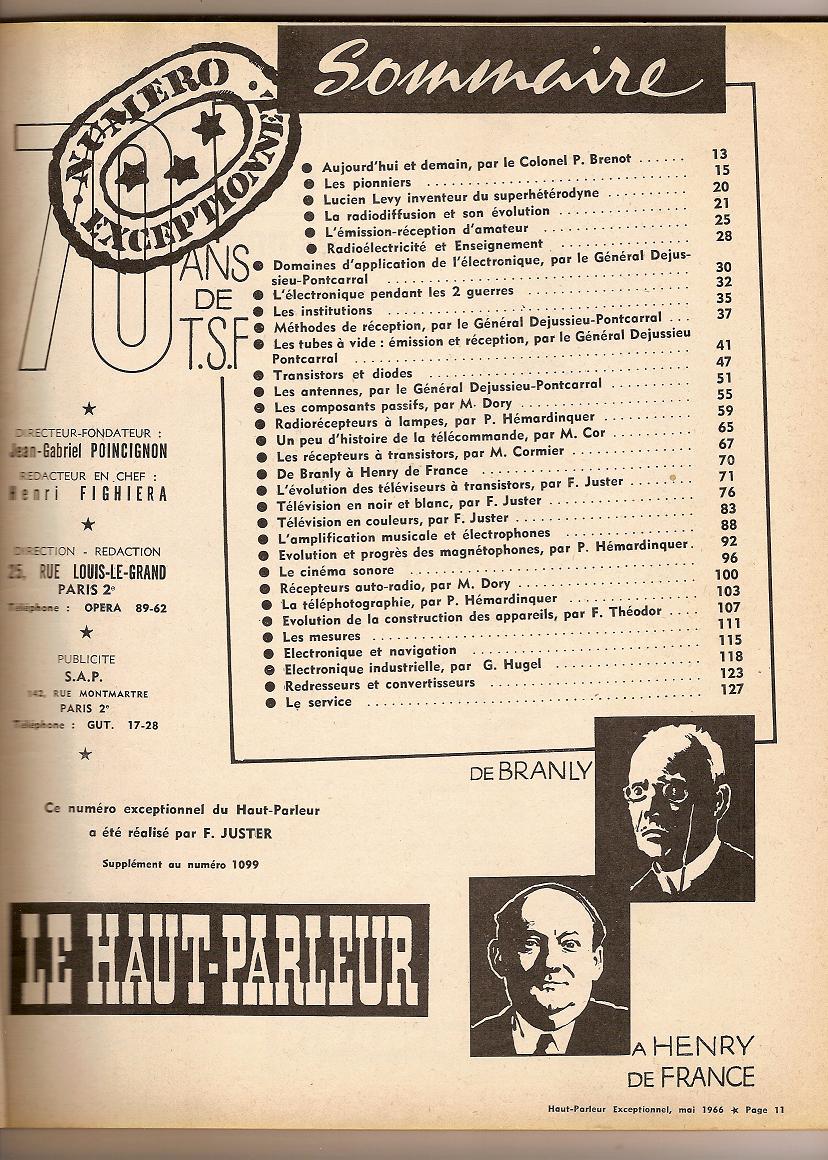 Sommaire
NUMERO EXCEPTIONNEL
70 ANS
DE
T.S.F
● Aujourd'hui et demain, par le Colonel P. Brenot ...... 13
● Les pionniers .............................. 15
● Lucien Levy inventeur du superhétérodyne .......... 20
● La radiodiffusion et son évolution ............... 21
● L'émission-réception d'amateur .................. 25
● Radioélectricité et Enseignement ................ 28
● Domaines d'application de l'électronique, par le Général Dejus-
sieu-Pontcarral .............................. 30
● L'électronique pendant les 2 guerres .............. 32
● Les institutions .............................. 35
● Méthodes de réception, par le Général Dejussieu-Pontcarral ... 37
● Les tubes à vide : émission et réception, par le Général Dejussieu
Pontcarral .............................. 41
● Transistors et diodes .............................. 47
● Les antennes, par le Général Dejussieu-Pontcarral .......... 51
● Les composants passifs, par M. Dory .............. 55
● Radiorécepteurs à lampes, par P. Hémardinquer .......... 59
● Un peu d'histoire de la télécommande, par M. Cor .......... 65
● Les récepteurs à transistors, par M. Cormier .......... 67
● De Branly à Henry de France .............. 70
● L'évolution des téléviseurs à transistors, par F. Juster ....... 71
● Télévision en noir et blanc, par F. Juster .............. 76
● Télévision en couleurs, par F. Juster .............. 83
● L'amplification musicale et électrophones .............. 88
● Evolution et progrès des magnétophones, par P. Hémardinquer. 92
● Le cinéma sonore .............................. 96
● Récepteurs auto-radio, par M. Dory .............. 100
● La téléphotographie, par P. Hémardinquer .............. 103
● Evolution de la construction des appareils, par F. Théodor .... 107
● Les mesures .............................. 111
● Electronique et navigation .............. 115
● Electronique industrielle, par G. Hugel .............. 118
● Redresseurs et convertisseurs .............. 123
● Le service .............................. 127
★
DIRECTEUR-FONDATEUR :
Jean-Gabriel POINCIGNON
REDACTEUR EN CHEF :
Henri FIGHIERA
★
DIRECTION - REDACTION
25, RUE LOUIS-LE-GRAND
PARIS 2e
Téléphone : OPERA 89-62
★
PUBLICITE
S.A.P.
142, RUE MONTMARTRE
PARIS 2e
Téléphone : GUT. 17-28
★
Ce numéro exceptionnel du Haut-Parleur
a été réalisé par F. JUSTER
Supplément au numéro 1099
LE HAUT-PARLEUR
DE BRANLY
A HENRY
DE FRANCE
Haut-Parleur Exceptionnel, mai 1966 ★ Page 11